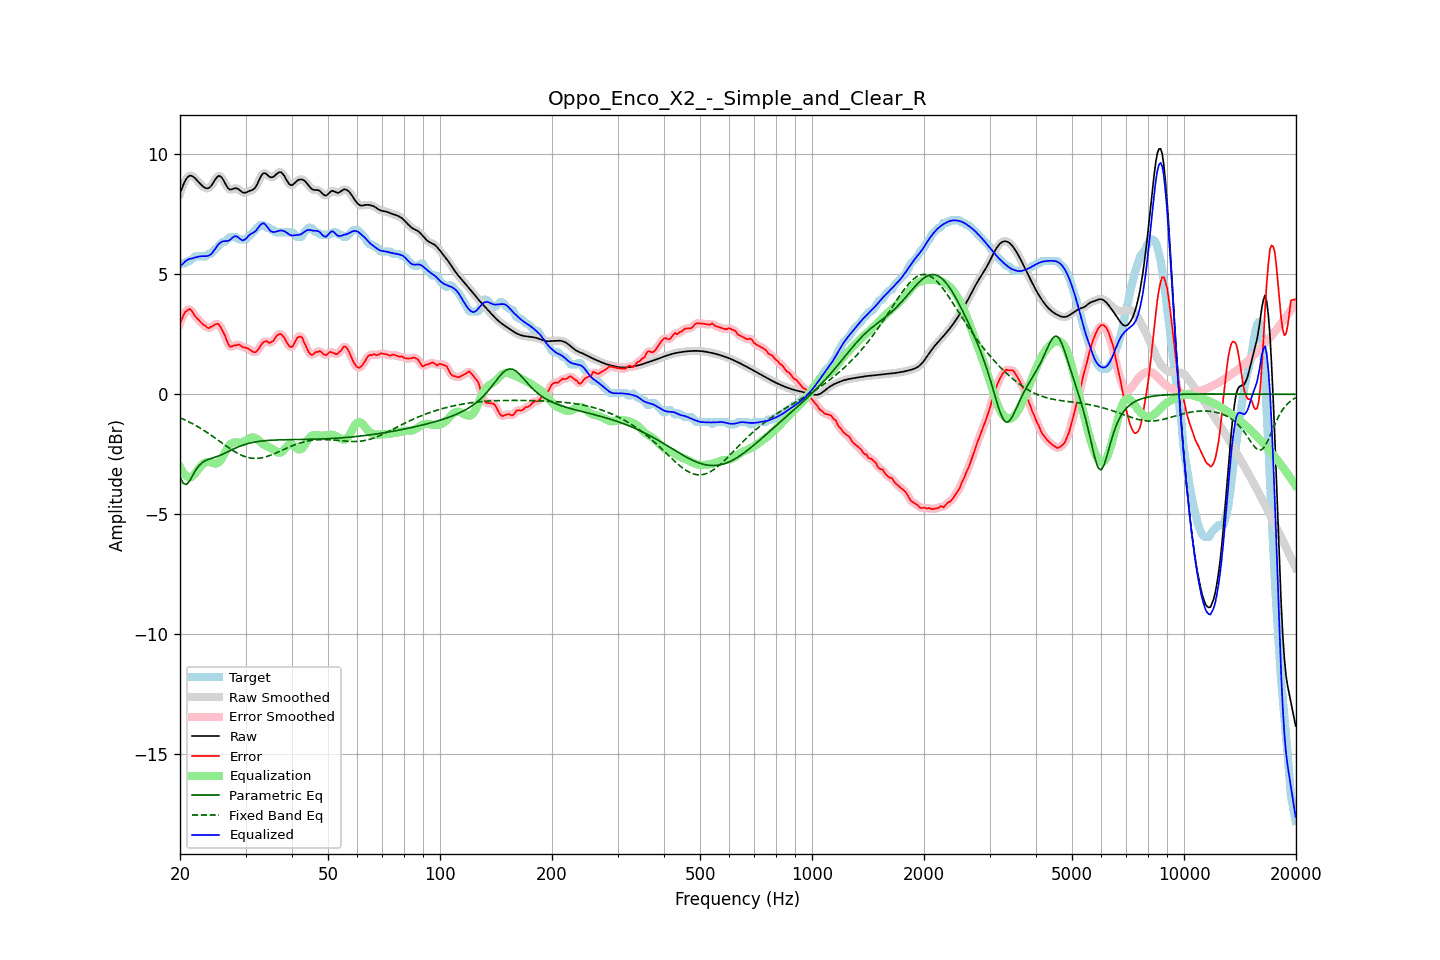 Oppo_Enco_X2_-_Simple_and_Clear_R
Amplitude (dBr)
10
5
0
−5
−10
−15
Target
Raw Smoothed
Error Smoothed
Raw
Error
Equalization
Parametric Eq
Fixed Band Eq
Equalized
20 50 100 200 500 1000 2000 5000 10000 20000
Frequency (Hz)